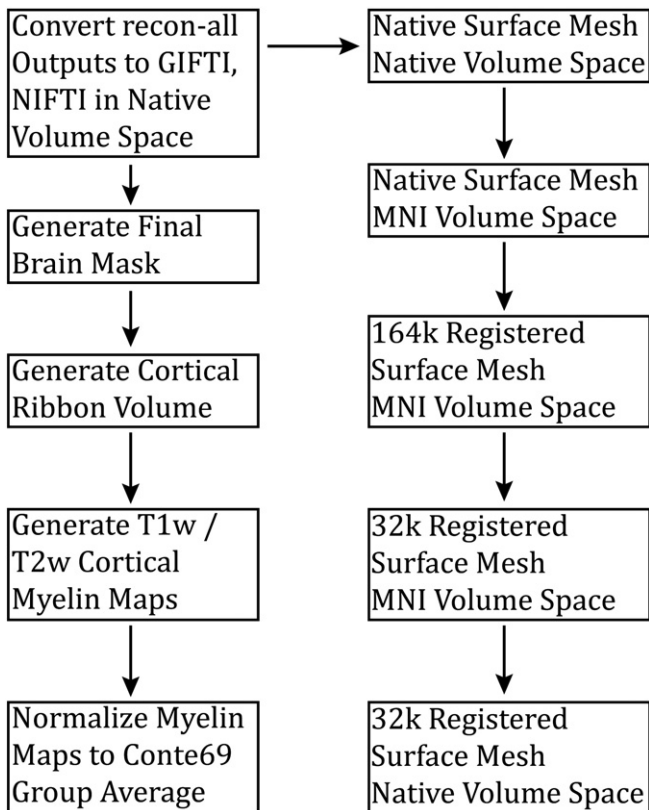 Convert recon-all
Outputs to GIFTI,
NIFTI in Native
Volume Space
Generate Final
Brain Mask
Generate Cortical
Ribbon Volume
Generate T1w /
T2w Cortical
Myelin Maps
Normalize Myelin
Maps to Conte69
Group Average
Native Surface Mesh
Native Volume Space
Native Surface Mesh
MNI Volume Space
164k Registered
Surface Mesh
MNI Volume Space
32k Registered
Surface Mesh
MNI Volume Space
32k Registered
Surface Mesh
Native Volume Space